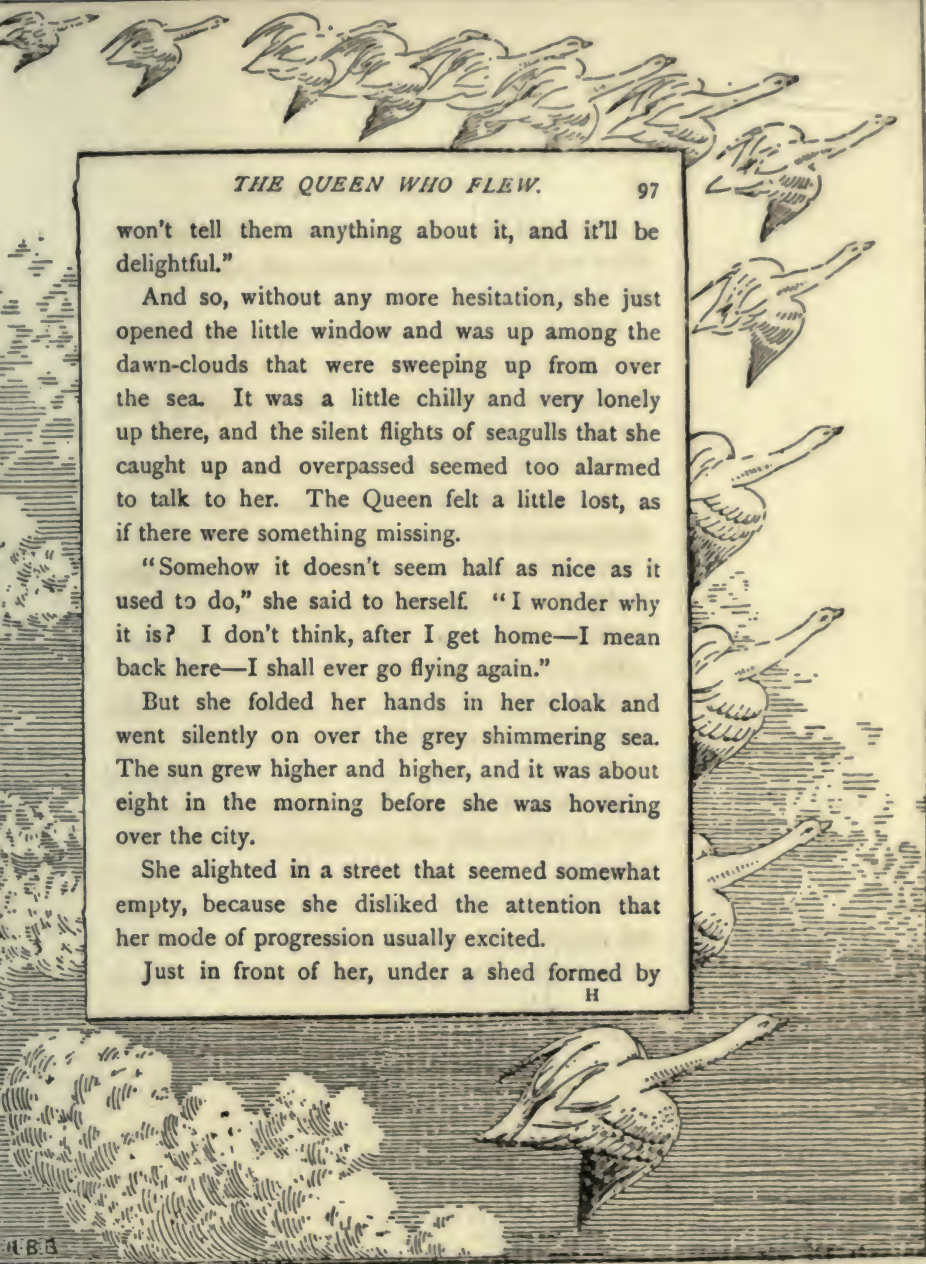 THE QUEEN WHO FLEW. 97
won't tell them anything about it, and it'll be
delightful."
And so, without any more hesitation, she just
opened the little window and was up among the
dawn-clouds that were sweeping up from over
the sea. It was a little chilly and very lonely
up there, and the silent flights of seagulls that she
caught up and overpassed seemed too alarmed
to talk to her. The Queen felt a little lost, as
if there were something missing.
"Somehow it doesn't seem half as nice as it
used to do," she said to herself. "I wonder why
it is? I don't think, after I get home—I mean
back here—I shall ever go flying again."
But she folded her hands in her cloak and
went silently on over the grey shimmering sea.
The sun grew higher and higher, and it was about
eight in the morning before she was hovering
over the city.
She alighted in a street that seemed somewhat
empty, because she disliked the attention that
her mode of progression usually excited.
Just in front of her, under a shed formed by
H